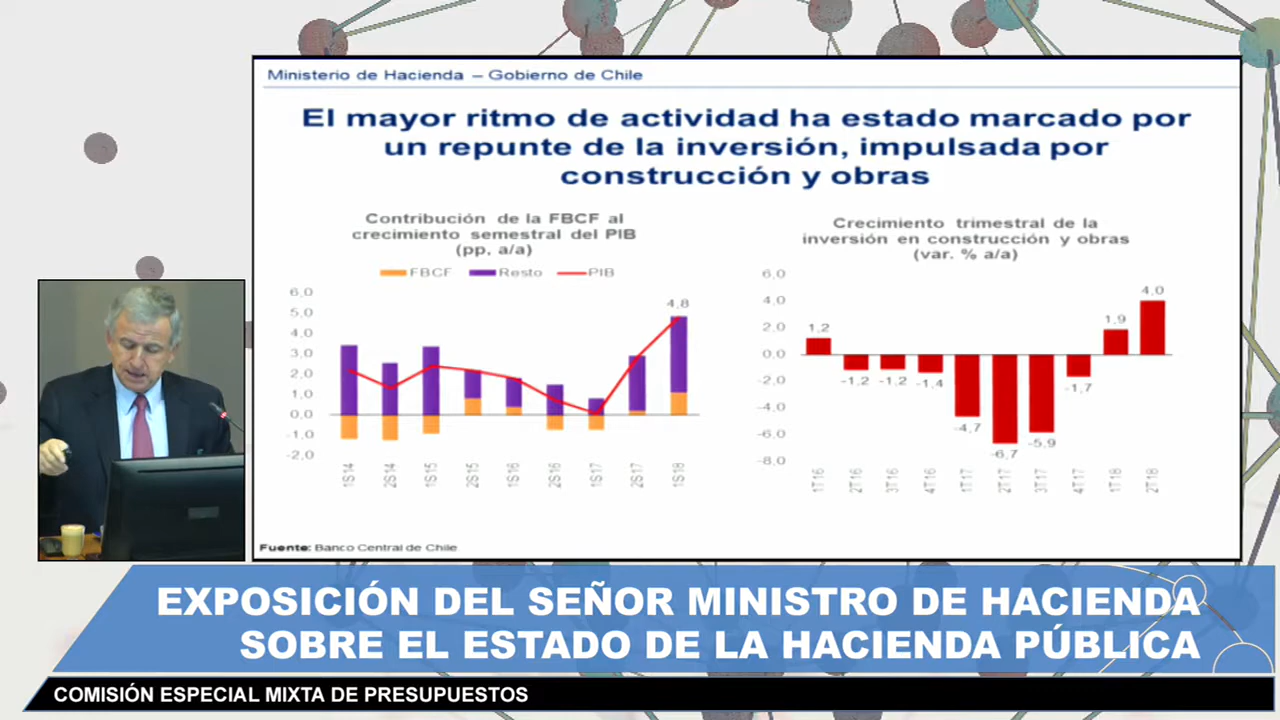 Ministerio de Hacienda – Gobierno de Chile
El mayor ritmo de actividad ha estado marcado por
un repunte de la inversión, impulsada por
construcción y obras
Contribución de la FBCF al
crecimiento semestral del PIB
(pp, a/a)
FBCF Resto PIB
6,0
5,0
4,0
3,0
2,0
1,0
0,0
-1,0
-2,0
4,8
1S14 2S14 1S15 2S15 1S16 2S16 1S17 2S17 1S18
Crecimiento trimestral de la
inversión en construcción y obras
(var. % a/a)
6,0
4,0
2,0
0,0
-2,0
-4,0
-6,0
-8,0
1,2 -1,2 -1,2 -1,4 -4,7 -6,7 -5,9 -1,7 1,9 4,0
1T16 2T16 3T16 4T16 1T17 2T17 3T17 4T17 1T18 2T18
Fuente: Banco Central de Chile
EXPOSICIÓN DEL SEÑOR MINISTRO DE HACIENDA
SOBRE EL ESTADO DE LA HACIENDA PÚBLICA
COMISIÓN ESPECIAL MIXTA DE PRESUPUESTOS